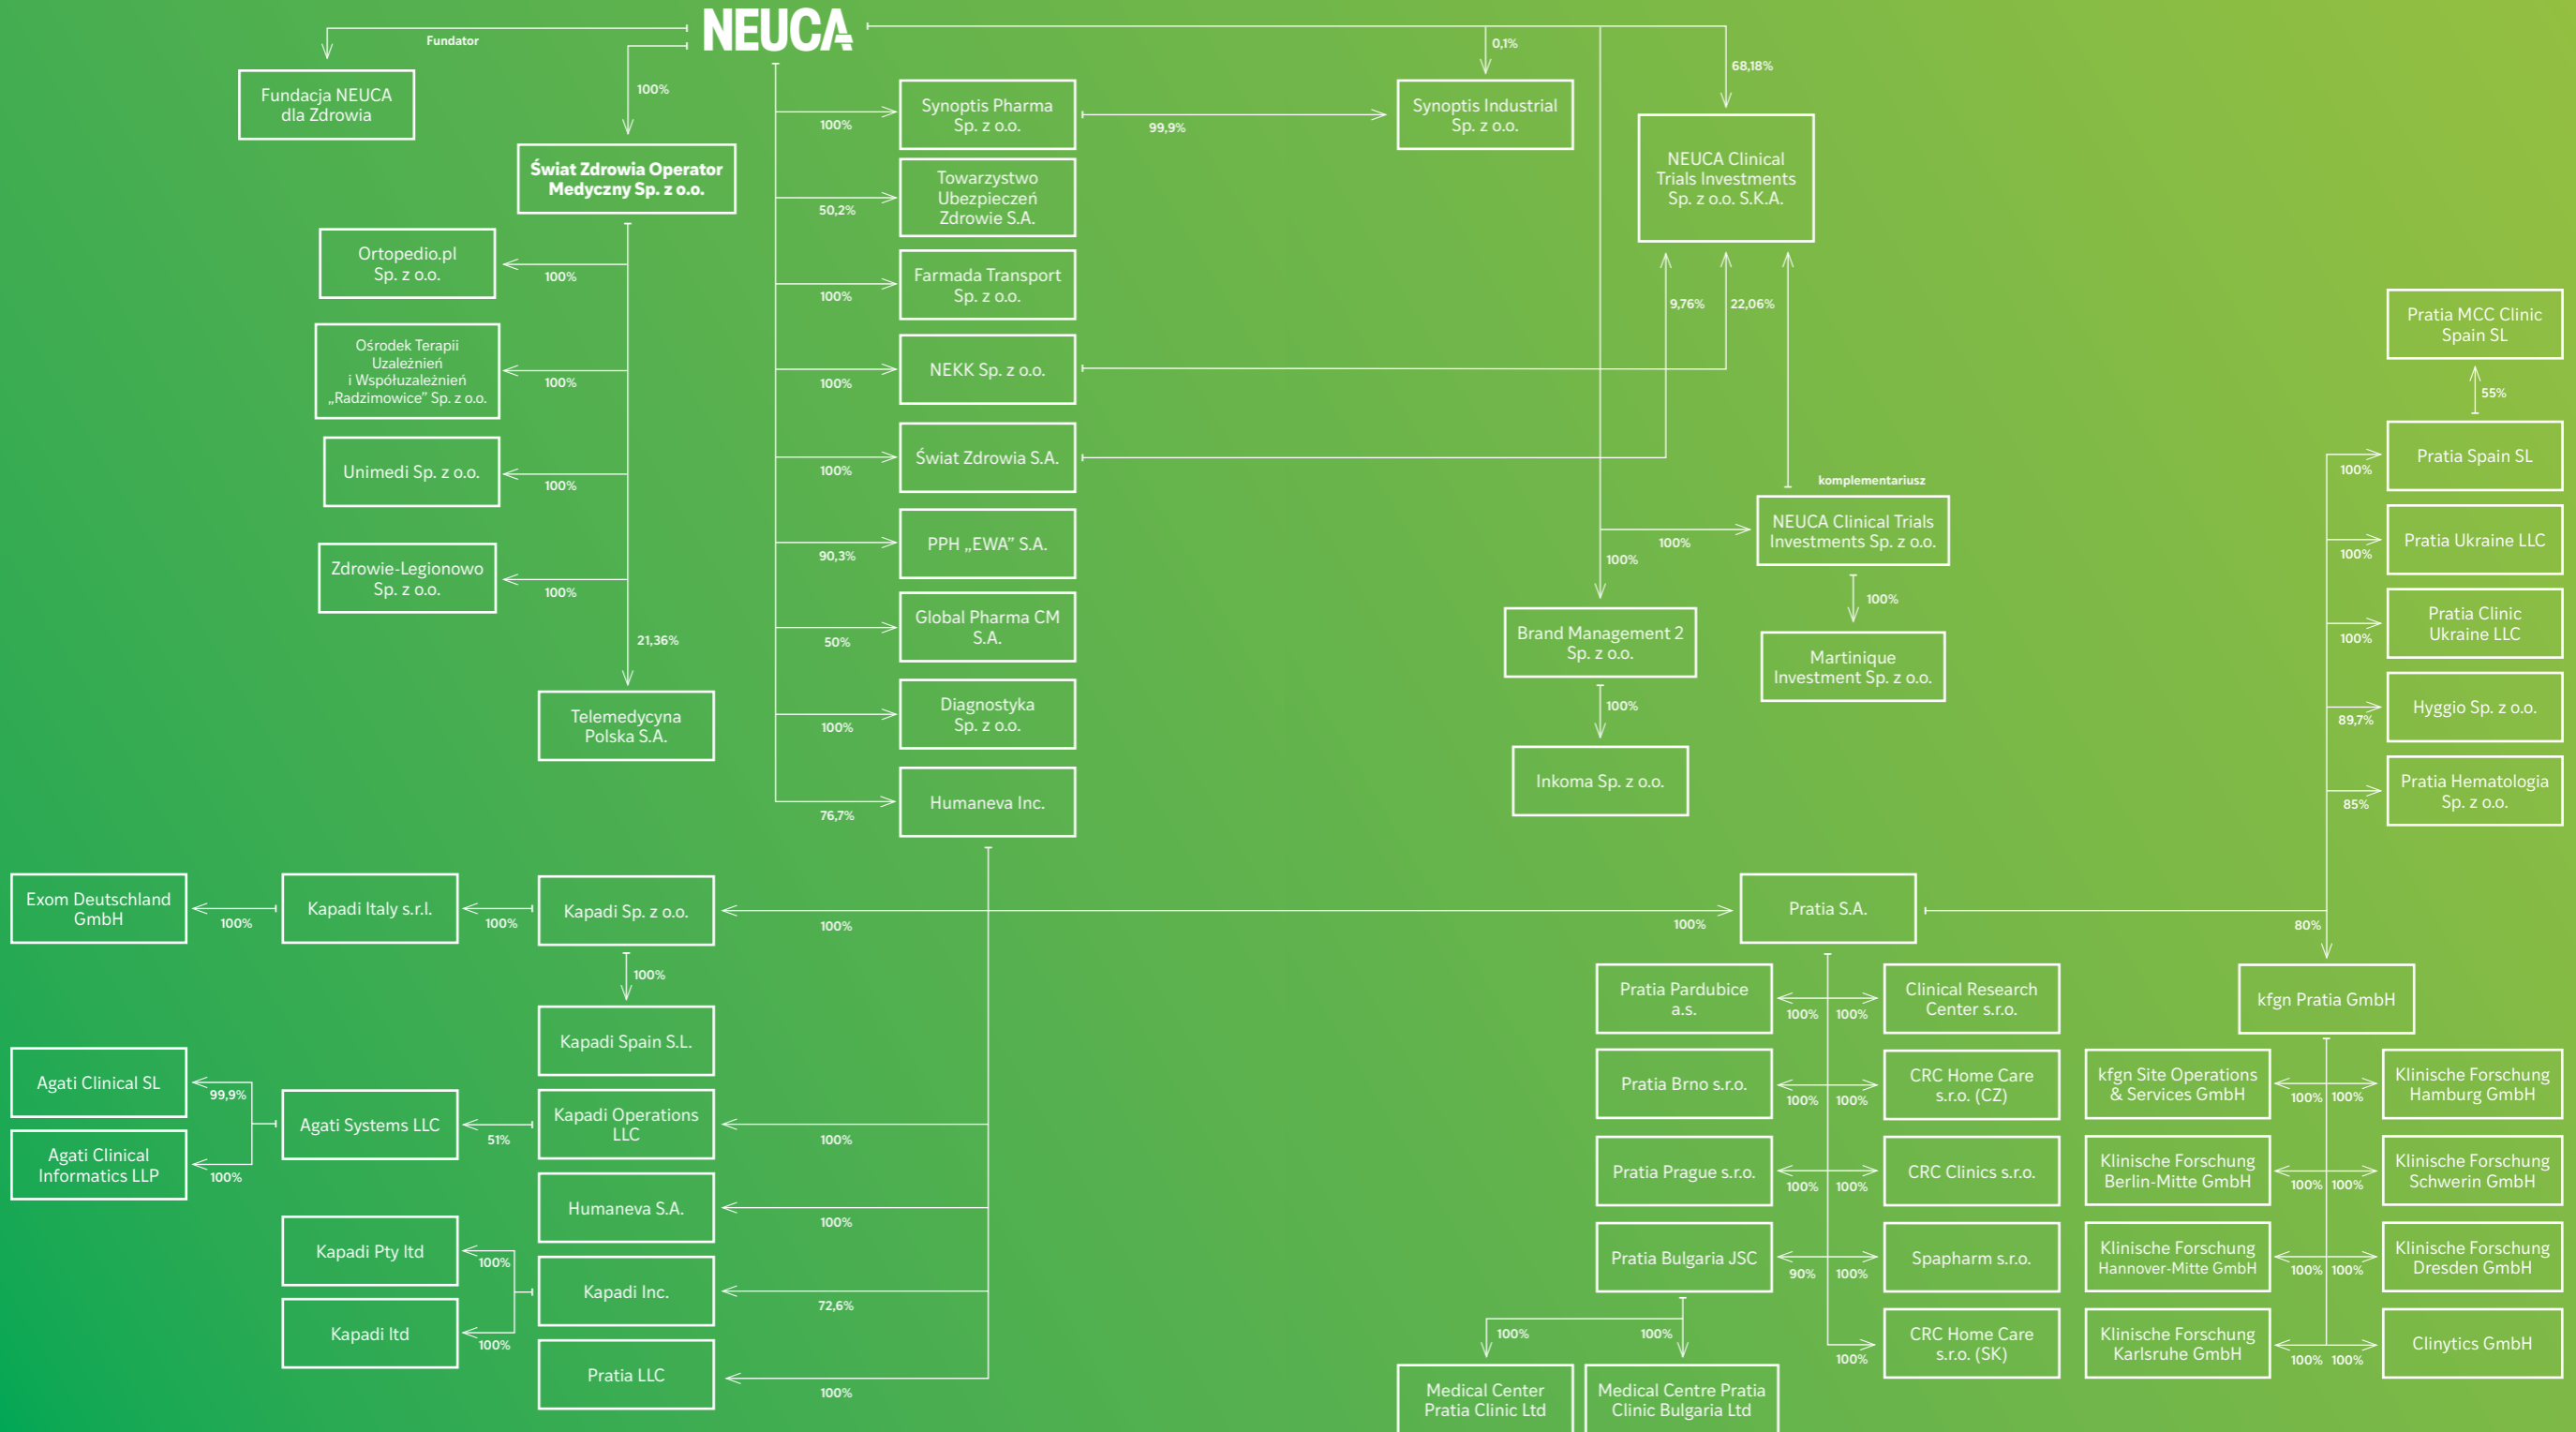 NEUCA
Fundator
Fundacja NEUCA
dla Zdrowia
100%
Świat Zdrowia Operator
Medyczny Sp. z o.o.
Ortopedio.pl
Sp. z o.o.
100%
Ośrodek Terapii
Uzależnień
i Współuzależnień
„Radzimowice” Sp. z o.o.
100%
Unimedi Sp. z o.o.
100%
Zdrowie-Legionowo
Sp. z o.o.
100%
21,36%
Telemedycyna
Polska S.A.
100%
Synoptis Pharma
Sp. z o.o.
99,9%
0,1%
Synoptis Industrial
Sp. z o.o.
50,2%
Towarzystwo
Ubezpieczeń
Zdrowie S.A.
100%
Farmada Transport
Sp. z o.o.
100%
NEKK Sp. z o.o.
100%
Świat Zdrowia S.A.
90,3%
PPH „EWA” S.A.
50%
Global Pharma CM
S.A.
100%
Diagnostyka
Sp. z o.o.
76,7%
Humaneva Inc.
68,18%
NEUCA Clinical
Trials Investments
Sp. z o.o. S.K.A.
9,76%
22,06%
komplementariusz
100%
NEUCA Clinical Trials
Investments Sp. z o.o.
100%
Martinique
Investment Sp. z o.o.
100%
Brand Management 2
Sp. z o.o.
100%
Inkoma Sp. z o.o.
Pratia MCC Clinic
Spain SL
55%
100%
Pratia Spain SL
100%
Pratia Ukraine LLC
100%
Pratia Clinic
Ukraine LLC
89,7%
Hyggio Sp. z o.o.
85%
Pratia Hematologia
Sp. z o.o.
Exom Deutschland
GmbH
100%
Kapadi Italy s.r.l.
100%
Kapadi Sp. z o.o.
100%
100%
Kapadi Spain S.L.
Agati Clinical SL
99,9%
Agati Clinical
Informatics LLP
100%
Agati Systems LLC
51%
Kapadi Operations
LLC
100%
Humaneva S.A.
100%
Kapadi Pty ltd
100%
Kapadi ltd
100%
Kapadi Inc.
72,6%
Pratia LLC
100%
100%
Pratia S.A.
80%
kfgn Pratia GmbH
Pratia Pardubice
a.s.
100%
100%
Clinical Research
Center s.r.o.
Pratia Brno s.r.o.
100%
100%
CRC Home Care
s.r.o. (CZ)
Pratia Prague s.r.o.
100%
100%
CRC Clinics s.r.o.
Pratia Bulgaria JSC
90%
100%
Spapharm s.r.o.
100%
CRC Home Care
s.r.o. (SK)
100%
100%
Medical Center
Pratia Clinic Ltd
Medical Centre Pratia
Clinic Bulgaria Ltd
kfgn Site Operations
& Services GmbH
100%
100%
Klinische Forschung
Hamburg GmbH
Klinische Forschung
Berlin-Mitte GmbH
100%
100%
Klinische Forschung
Schwerin GmbH
Klinische Forschung
Hannover-Mitte GmbH
100%
100%
Klinische Forschung
Dresden GmbH
Klinische Forschung
Karlsruhe GmbH
100%
100%
Clinytics GmbH